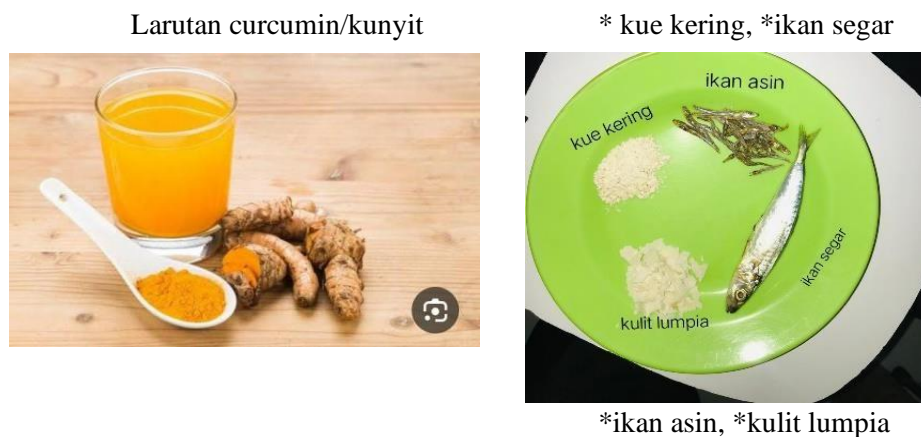 Larutan curcumin/kunyit
* kue kering, *ikan segar
ikan asin
kue kering
ikan segar
kulit lumpia
*ikan asin, *kulit lumpia